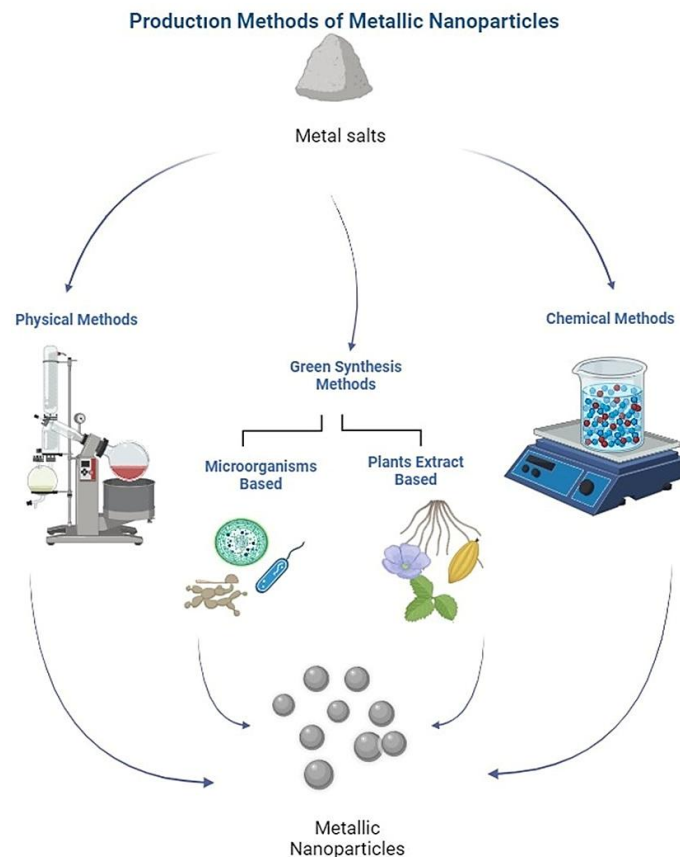 Production Methods of Metallic Nanoparticles
Metal salts
Physical Methods
Chemical Methods
Green Synthesis
Methods
Microorganisms
Based
Plants Extract
Based
Metallic
Nanoparticles